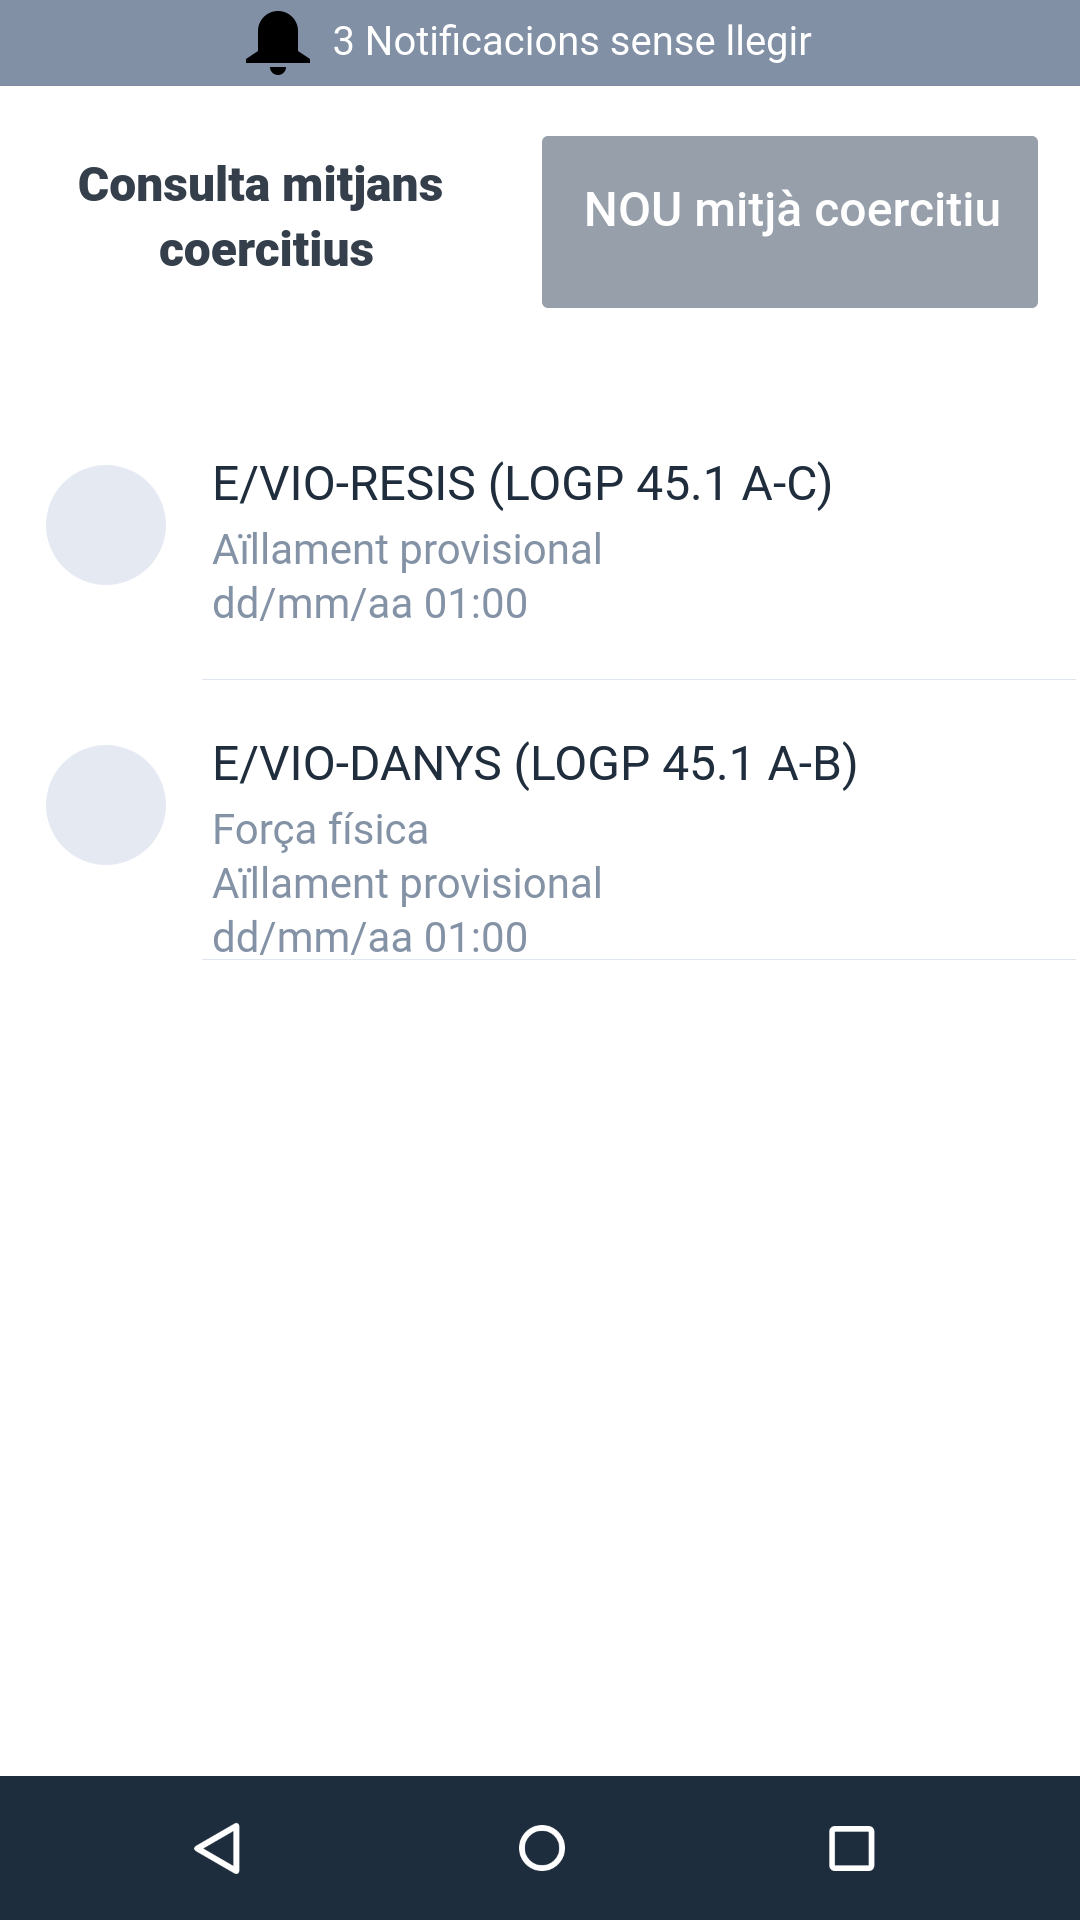 3 Notificacions sense llegir
Consulta mitjans
coercitius
NOU mitjà coercitiu
E/VIO-RESIS (LOGP 45.1 A-C)
Aïllament provisional
dd/mm/aa 01:00
E/VIO-DANYS (LOGP 45.1 A-B)
Força física
Aïllament provisional
dd/mm/aa 01:00